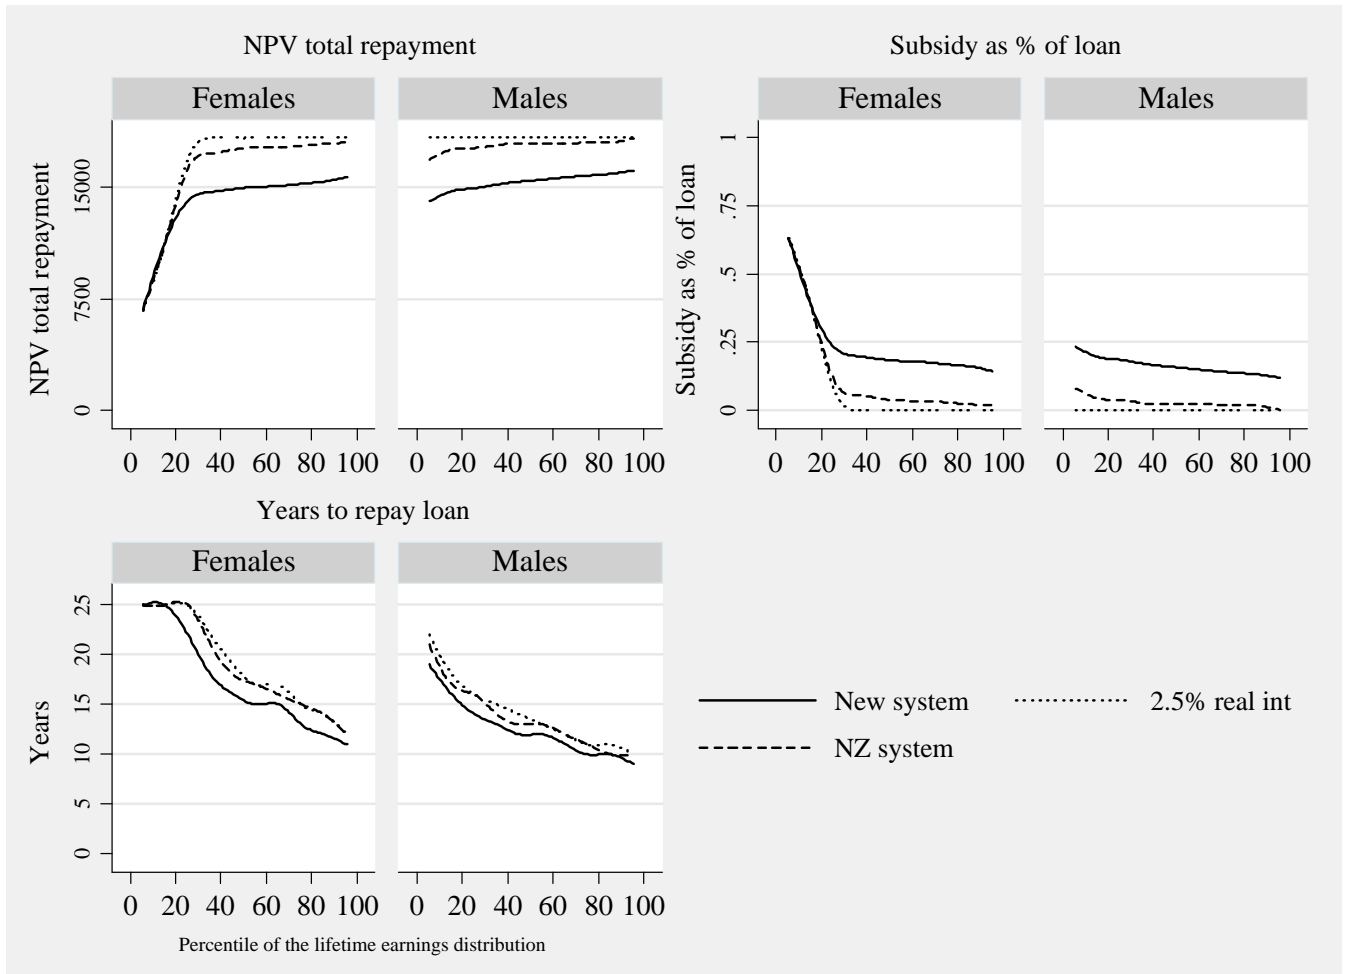 NPV total repayment
Females Males
NPV total repayment
15000
7500
0
0 20 40 60 80 100 0 20 40 60 80 100
Subsidy as % of loan
Females Males
Subsidy as % of loan
1
.75
.5
.25
0
0 20 40 60 80 100 0 20 40 60 80 100
Years to repay loan
Females Males
Years
25
20
15
10
5
0
0 20 40 60 80 100 0 20 40 60 80 100
Percentile of the lifetime earnings distribution
New system 2.5% real int
NZ system